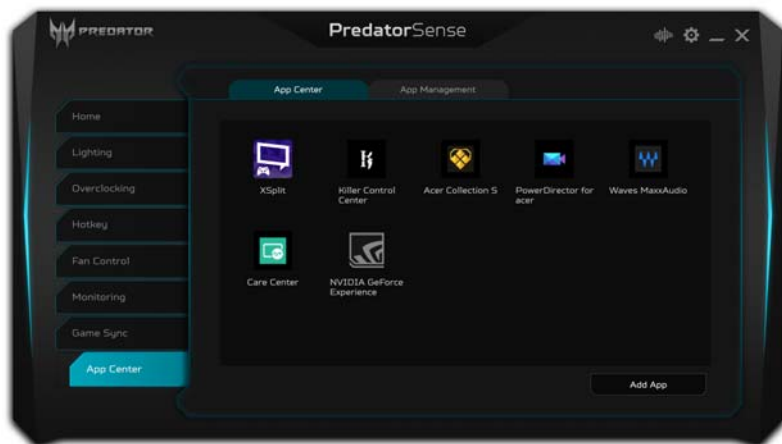 PREDATOR
PredatorSense
App Center
App Management
Home
Lighting
Overclocking
Hotkey
Fan Control
Monitoring
Game Sync
App Center
XSplit
Killer Control
Center
Acer Collection S
PowerDirector for
acer
Waves MaxxAudio
Care Center
NVIDIA GeForce
Experience
Add App